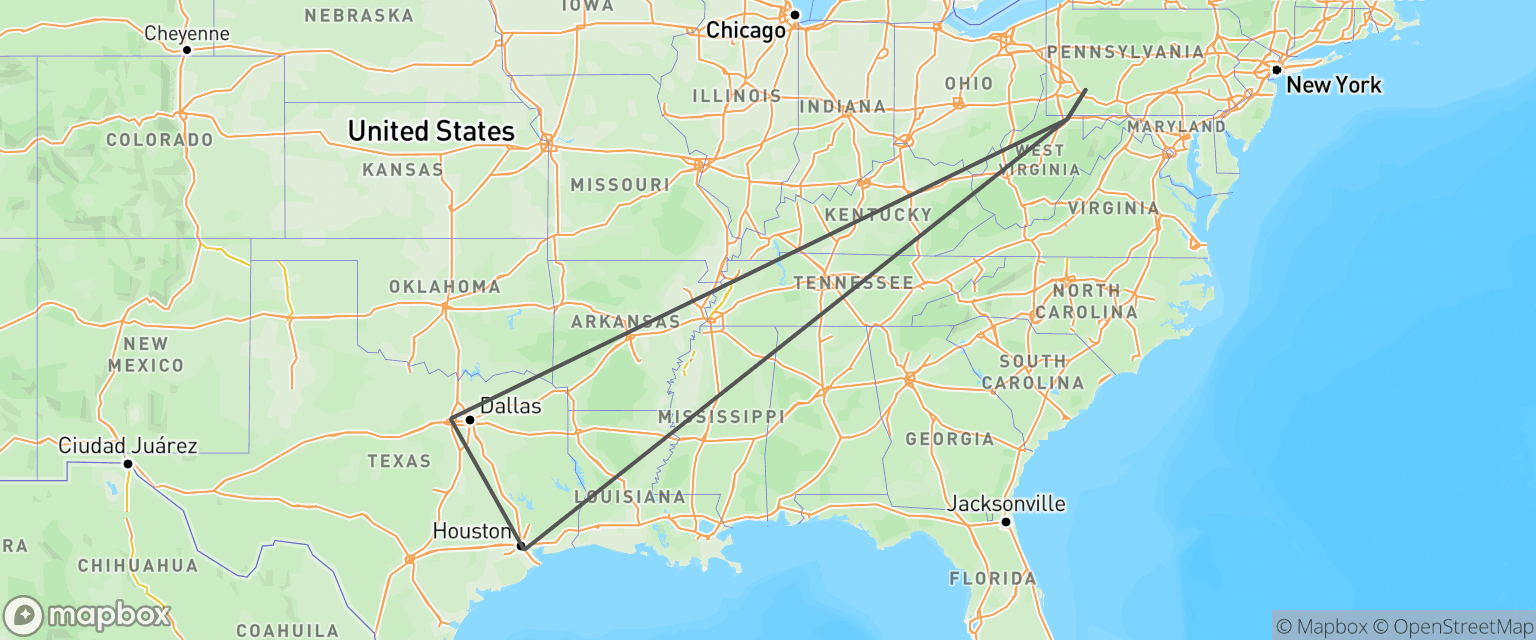 NEBRASKA
IOWA
Cheyenne
Chicago
PENNSYLVANIA
OHIO
New York
ILLINOIS
INDIANA
COLORADO
United States
MARYLAND
KANSAS
WEST
VIRGINIA
MISSOURI
KENTUCKY
VIRGINIA
OKLAHOMA
TENNESSEE
NORTH
CAROLINA
ARKANSAS
NEW
MEXICO
SOUTH
CAROLINA
Dallas
MISSISSIPPI
Ciudad Juárez
GEORGIA
TEXAS
LOUISIANA
Jacksonville
Houston
RA
CHIHUAHUA
FLORIDA
mapbox
COAHUILA
© Mapbox © OpenStreetMap